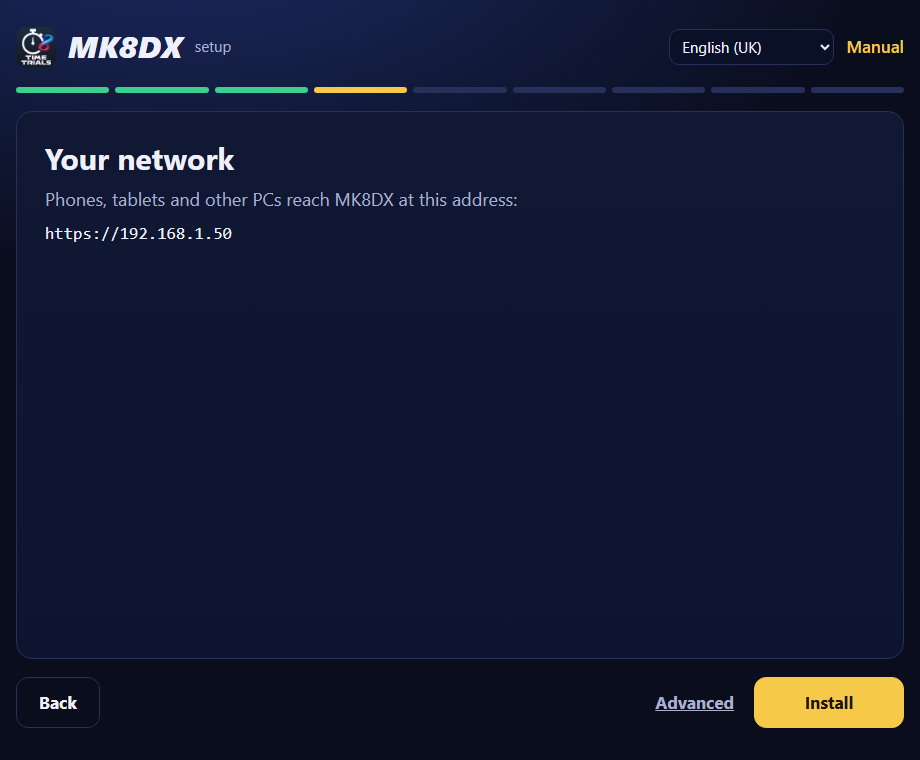 TIME
TRIALS
MK8DX setup
English (UK)
Manual
Your network
Phones, tablets and other PCs reach MK8DX at this address:
https://192.168.1.50
Back
Advanced
Install